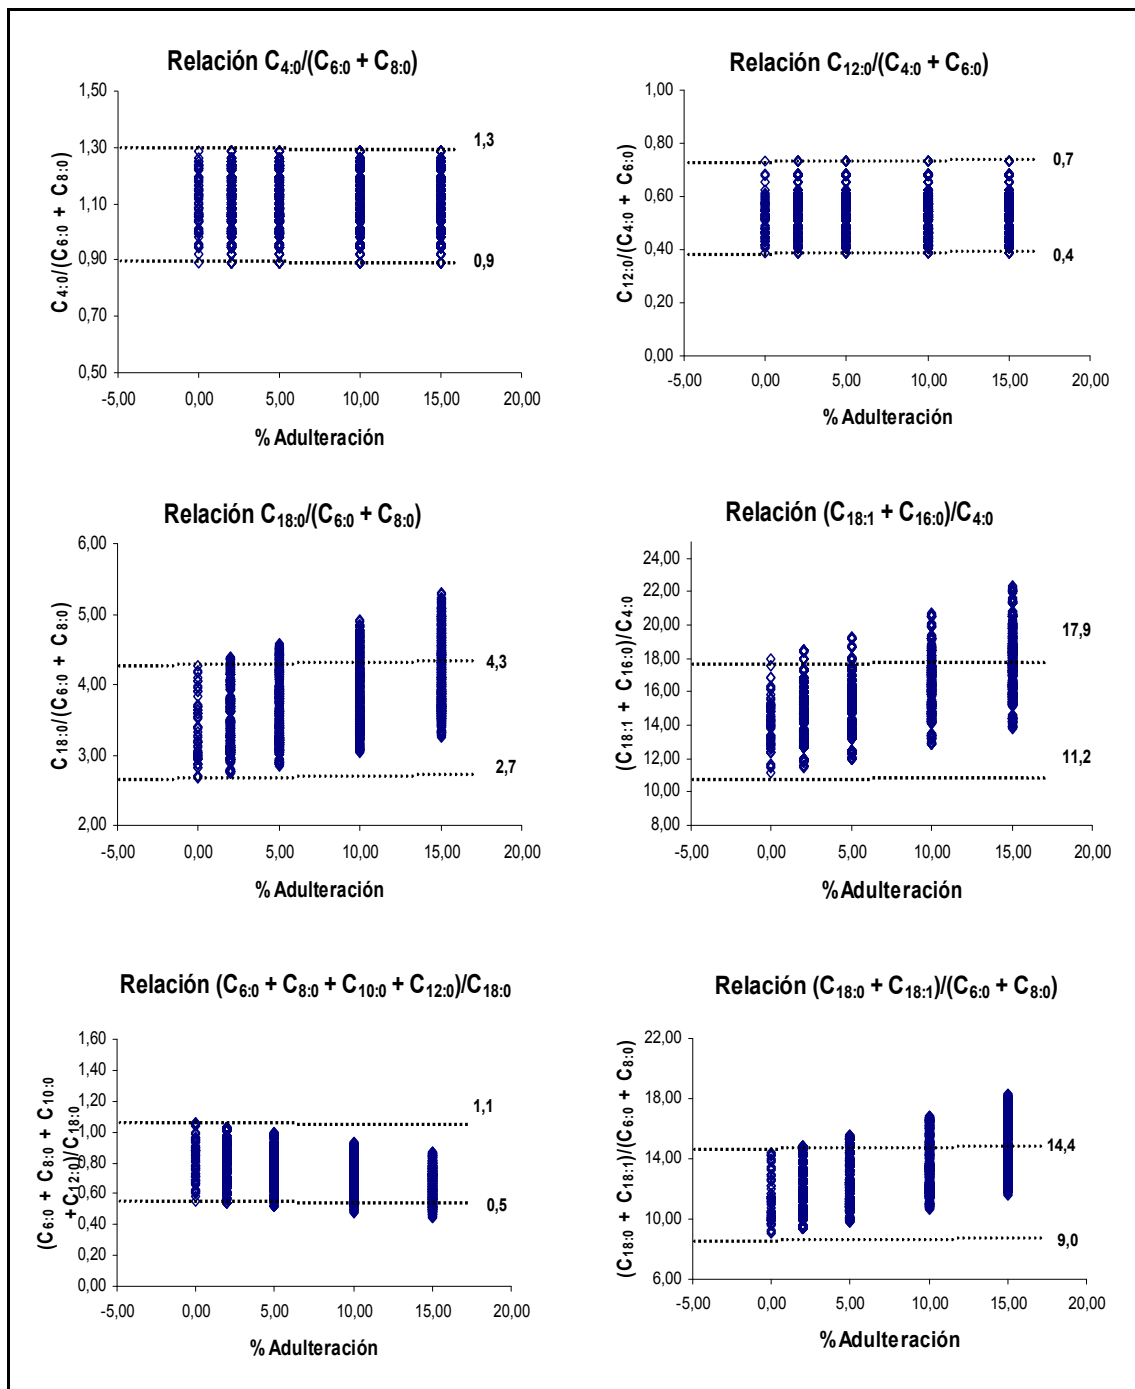 Relación C4:0/(C6:0 + C8:0)
C4:0/(C6:0 + C8:0)
1,50
1,30
1,10
0,90
0,70
0,50
1,3
0,9
-5,00 0,00 5,00 10,00 15,00 20,00
% Adulteración
Relación C12:0/(C4:0 + C6:0)
C12:0/(C4:0 + C6:0)
1,00
0,80
0,60
0,40
0,20
0,00
0,7
0,4
-5,00 0,00 5,00 10,00 15,00 20,00
% Adulteración
Relación C18:0/(C6:0 + C8:0)
C18:0/(C6:0 + C8:0)
6,00
5,00
4,00
3,00
2,00
4,3
2,7
-5,00 0,00 5,00 10,00 15,00 20,00
% Adulteración
Relación (C18:1 + C16:0)/C4:0
(C18:1 + C16:0)/C4:0
24,00
22,00
20,00
18,00
16,00
14,00
12,00
10,00
8,00
17,9
11,2
-5,00 0,00 5,00 10,00 15,00 20,00
% Adulteración
Relación (C6:0 + C8:0 + C10:0 + C12:0)/C18:0
(C6:0 + C8:0 + C10:0
+C12:0)/C18:0
1,60
1,40
1,20
1,00
0,80
0,60
0,40
0,20
0,00
1,1
0,5
-5,00 0,00 5,00 10,00 15,00 20,00
% Adulteración
Relación (C18:0 + C18:1)/(C6:0 + C8:0)
(C18:0 + C18:1)/(C6:0 + C8:0)
22,00
18,00
14,00
10,00
6,00
14,4
9,0
-5,00 0,00 5,00 10,00 15,00 20,00
% Adulteración